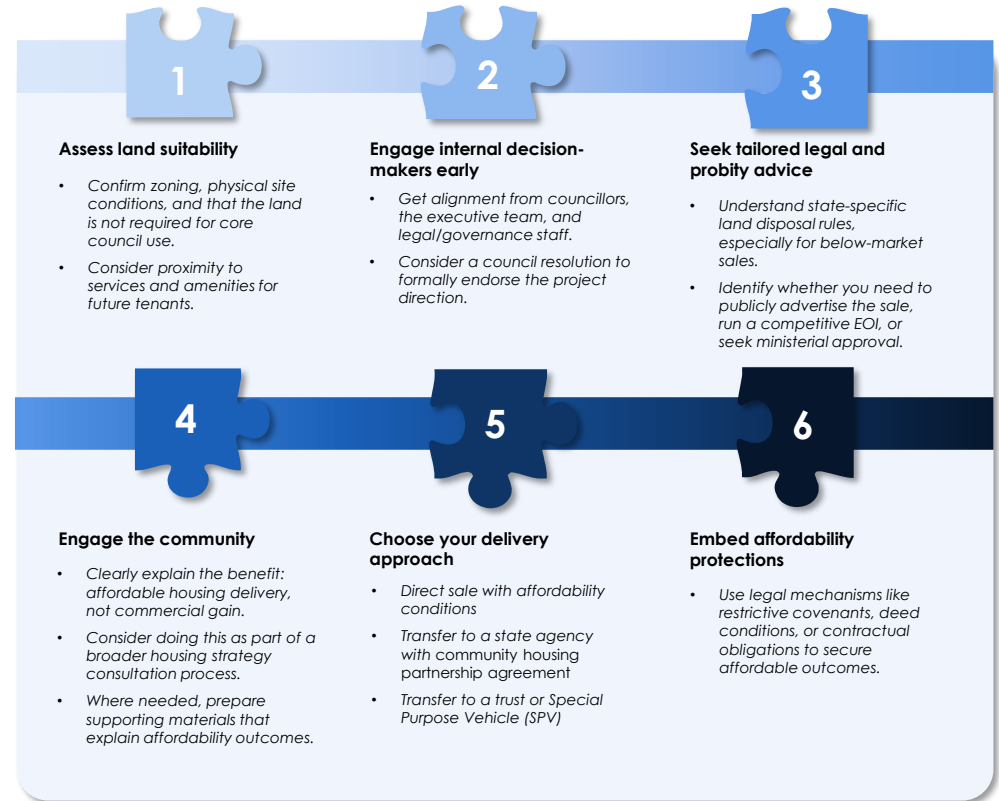 1
2
3
Assess land suitability
• Confirm zoning, physical site
conditions, and that the land
is not required for core
council use.
• Consider proximity to
services and amenities for
future tenants.
Engage internal decision-
makers early
• Get alignment from councillors,
the executive team, and
legal/governance staff.
• Consider a council resolution to
formally endorse the project
direction.
Seek tailored legal and
probity advice
• Understand state-specific
land disposal rules,
especially for below-market
sales.
• Identify whether you need to
publicly advertise the sale,
run a competitive EOI, or
seek ministerial approval.
4
5
6
Engage the community
• Clearly explain the benefit:
affordable housing delivery,
not commercial gain.
• Consider doing this as part of a
broader housing strategy
consultation process.
• Where needed, prepare
supporting materials that
explain affordability outcomes.
Choose your delivery
approach
• Direct sale with affordability
conditions
• Transfer to a state agency
with community housing
partnership agreement
• Transfer to a trust or Special
Purpose Vehicle (SPV)
Embed affordability
protections
• Use legal mechanisms like
restrictive covenants, deed
conditions, or contractual
obligations to secure
affordable outcomes.